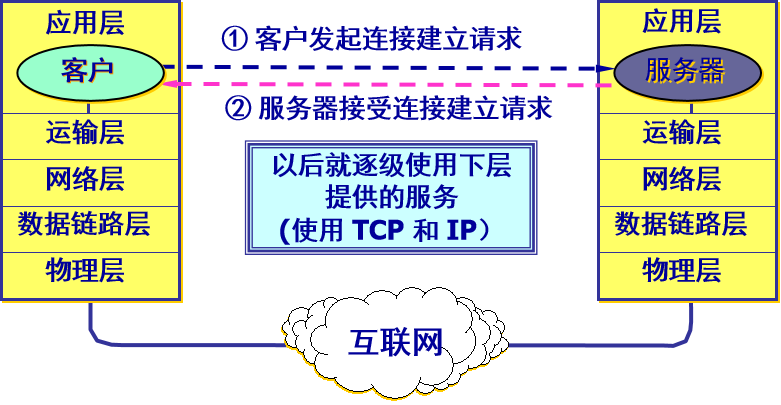 应用层
客户
运输层
网络层
数据链路层
物理层
① 客户发起连接建立请求
② 服务器接受连接建立请求
以后就逐级使用下层
提供的服务
(使用 TCP 和 IP）
应用层
服务器
运输层
网络层
数据链路层
物理层
互联网